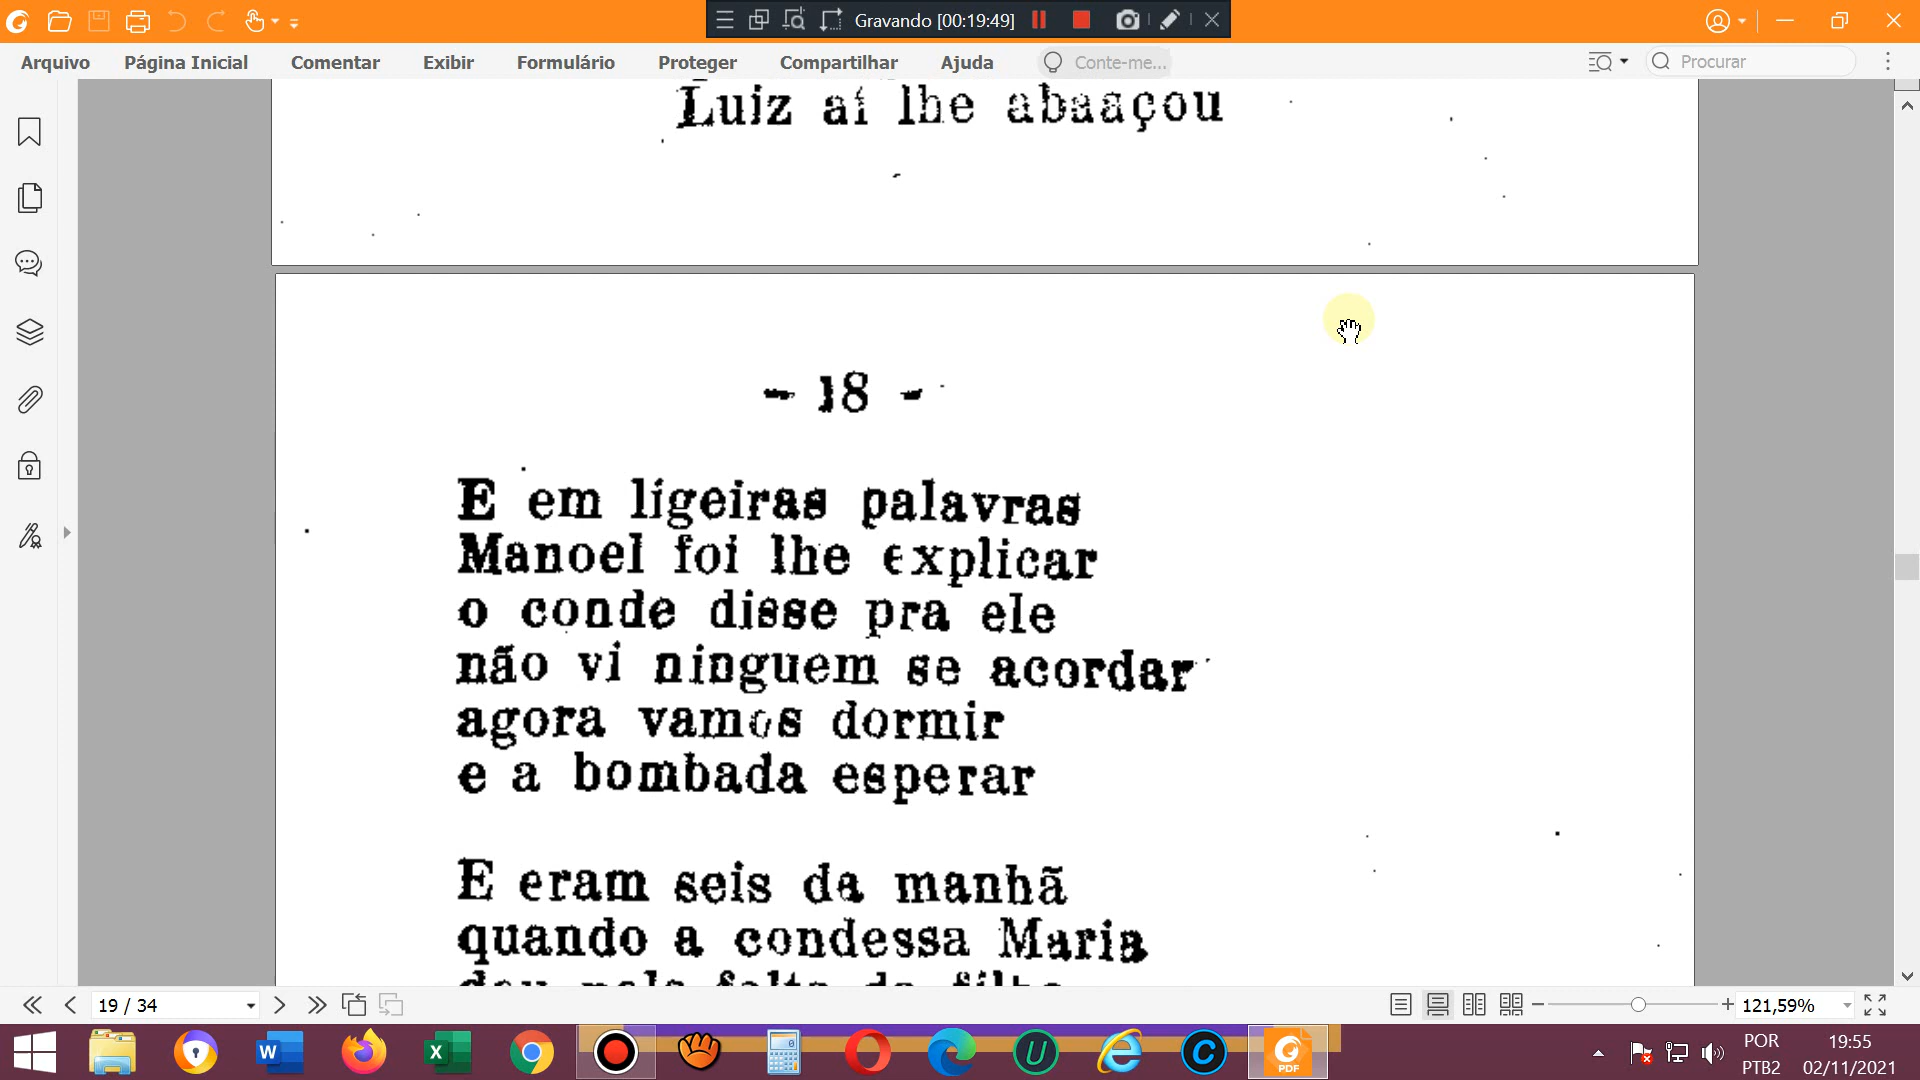 Gravando [00:19:49]
Arquivo Página Inicial Comentar Exibir Formulário Proteger Compartilhar Ajuda Conte-me... Procurar
Luiz aí lhe abaaçou
- 18 -
E em ligeiras palavras
Manoel foi lhe explicar
o conde disse pra ele
não vi ninguem se acordar
agora vamos dormir
e a bombada esperar
E eram seis da manhã
quando a condessa Maria
19 / 34
121,59%
POR
PTB2
19:55
02/11/2021
PDF